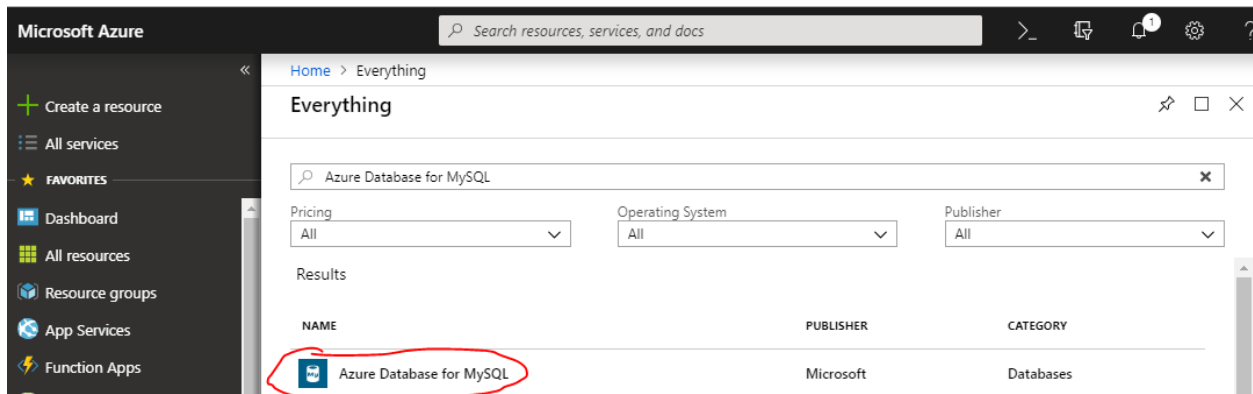 Microsoft Azure
Search resources, services, and docs
>_
1
?
«
Home > Everything
Create a resource
Everything
All services
FAVORITES
Azure Database for MySQL
Dashboard
Pricing
Operating System
Publisher
All
All
All
All resources
Results
Resource groups
App Services
NAME
PUBLISHER
CATEGORY
Function Apps
My
Azure Database for MySQL
Microsoft
Databases